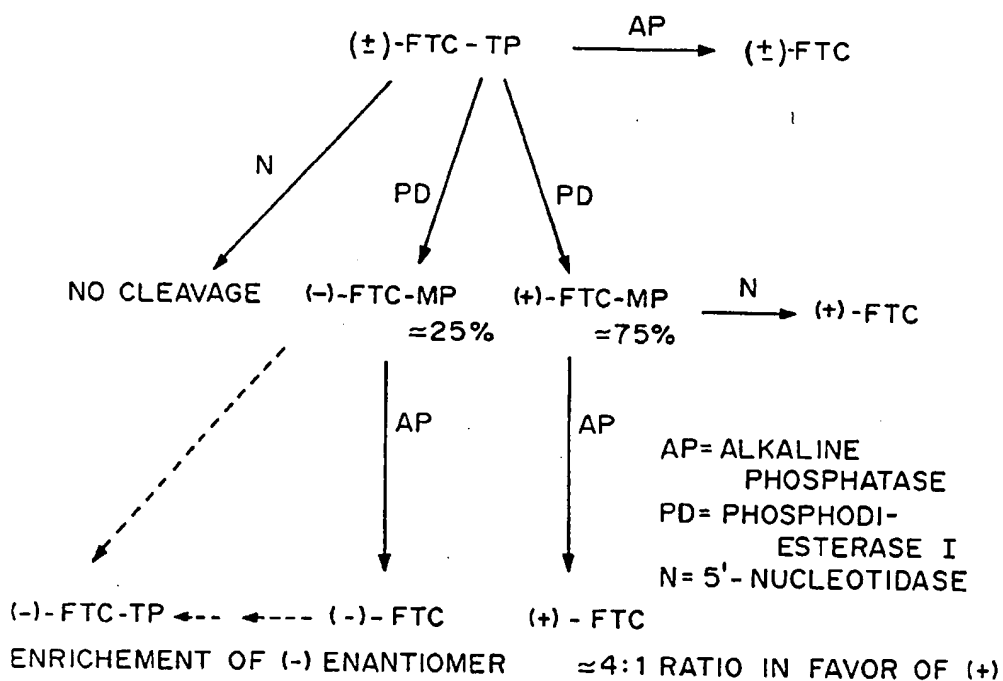 (±)-FTC-TP AP (±)-FTC
N PD PD
NO CLEAVAGE (-)-FTC-MP (+)-FTC-MP N (+)-FTC
≃25% ≃75%
AP AP
AP= ALKALINE
PHOSPHATASE
PD= PHOSPHODI-
ESTERASE I
N= 5'-NUCLEOTIDASE
(-)-FTC-TP (-)-FTC (+)-FTC
ENRICHEMENT OF (-) ENANTIOMER ≃4:1 RATIO IN FAVOR OF (+)